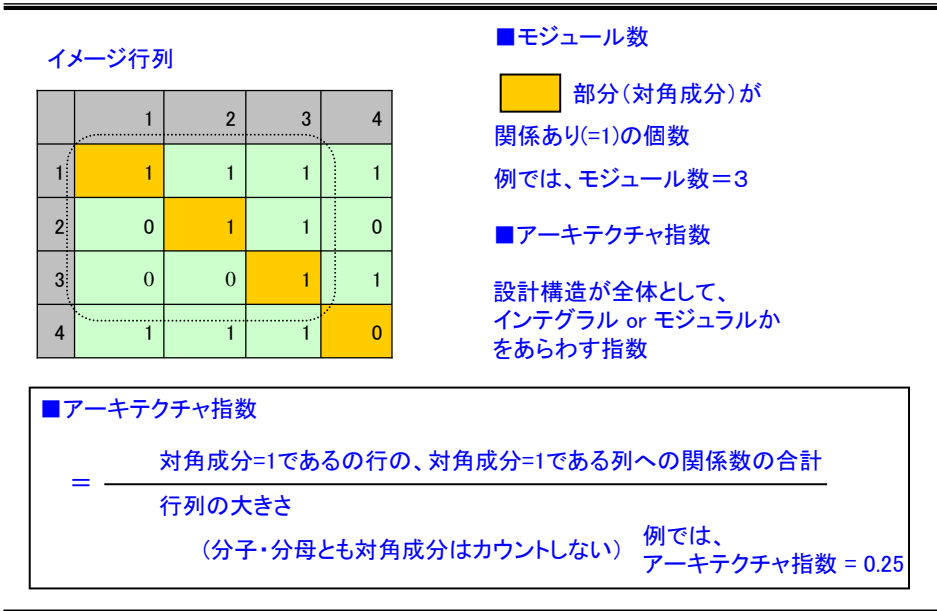 イメージ行列
1 2 3 4
1 1 1 1 1
2 0 1 1 0
3 0 0 1 1
4 1 1 1 0
■モジュール数
部分(対角成分)が
関係あり(=1)の個数
例では、モジュール数=3
■アーキテクチャ指数
設計構造が全体として、
インテグラル or モジュラルか
をあらわす指数
■アーキテクチャ指数
= 対角成分=1であるの行の、対角成分=1である列への関係数の合計
行列の大きさ
(分子・分母とも対角成分はカウントしない)
例では、
アーキテクチャ指数 = 0.25